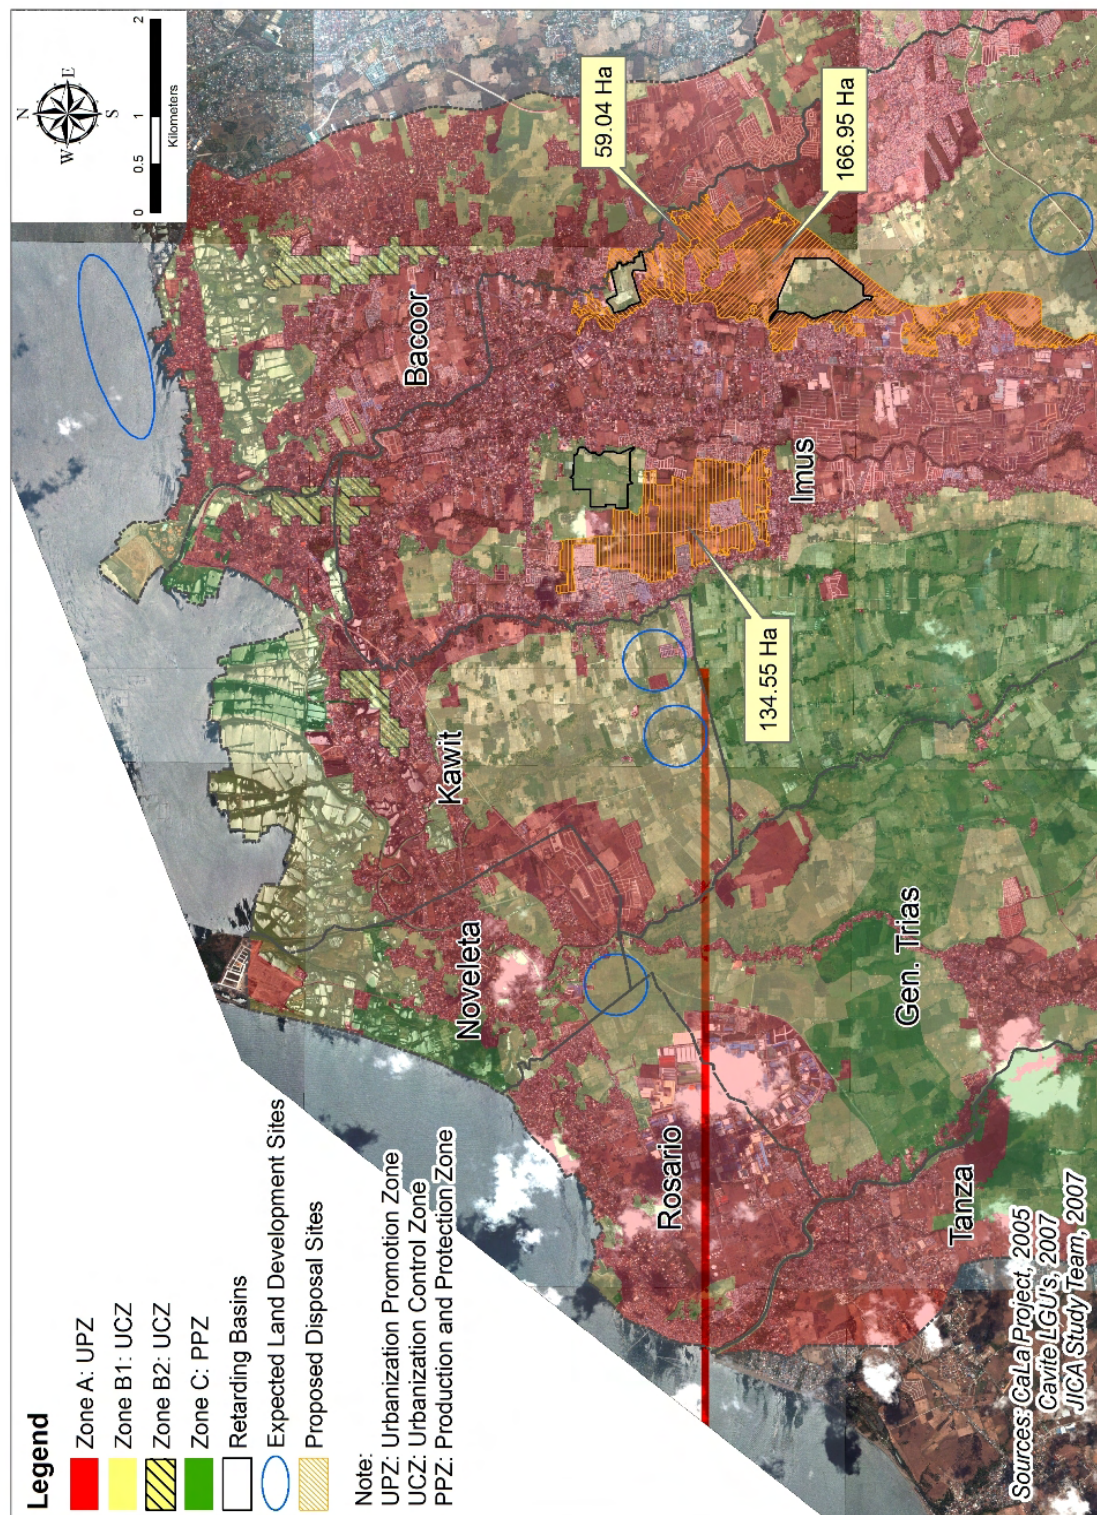 Legend
Zone A: UPZ
Zone B1: UCZ
Zone B2: UCZ
Zone C: PPZ
Retarding Basins
Expected Land Development Sites
Proposed Disposal Sites
Note:
UPZ: Urbanization Promotion Zone
UCZ: Urbanization Control Zone
PPZ: Production and Protection Zone
N
W
E
S
0 0.5 1 2
Kilometers
Bacoor
Kawit
Noveleta
Rosario
Imus
Gen. Trias
Tanza
59.04 Ha
166.95 Ha
134.55 Ha
Sources: CaLa Project, 2005
Cavite LGU's, 2007
JICA Study Team, 2007